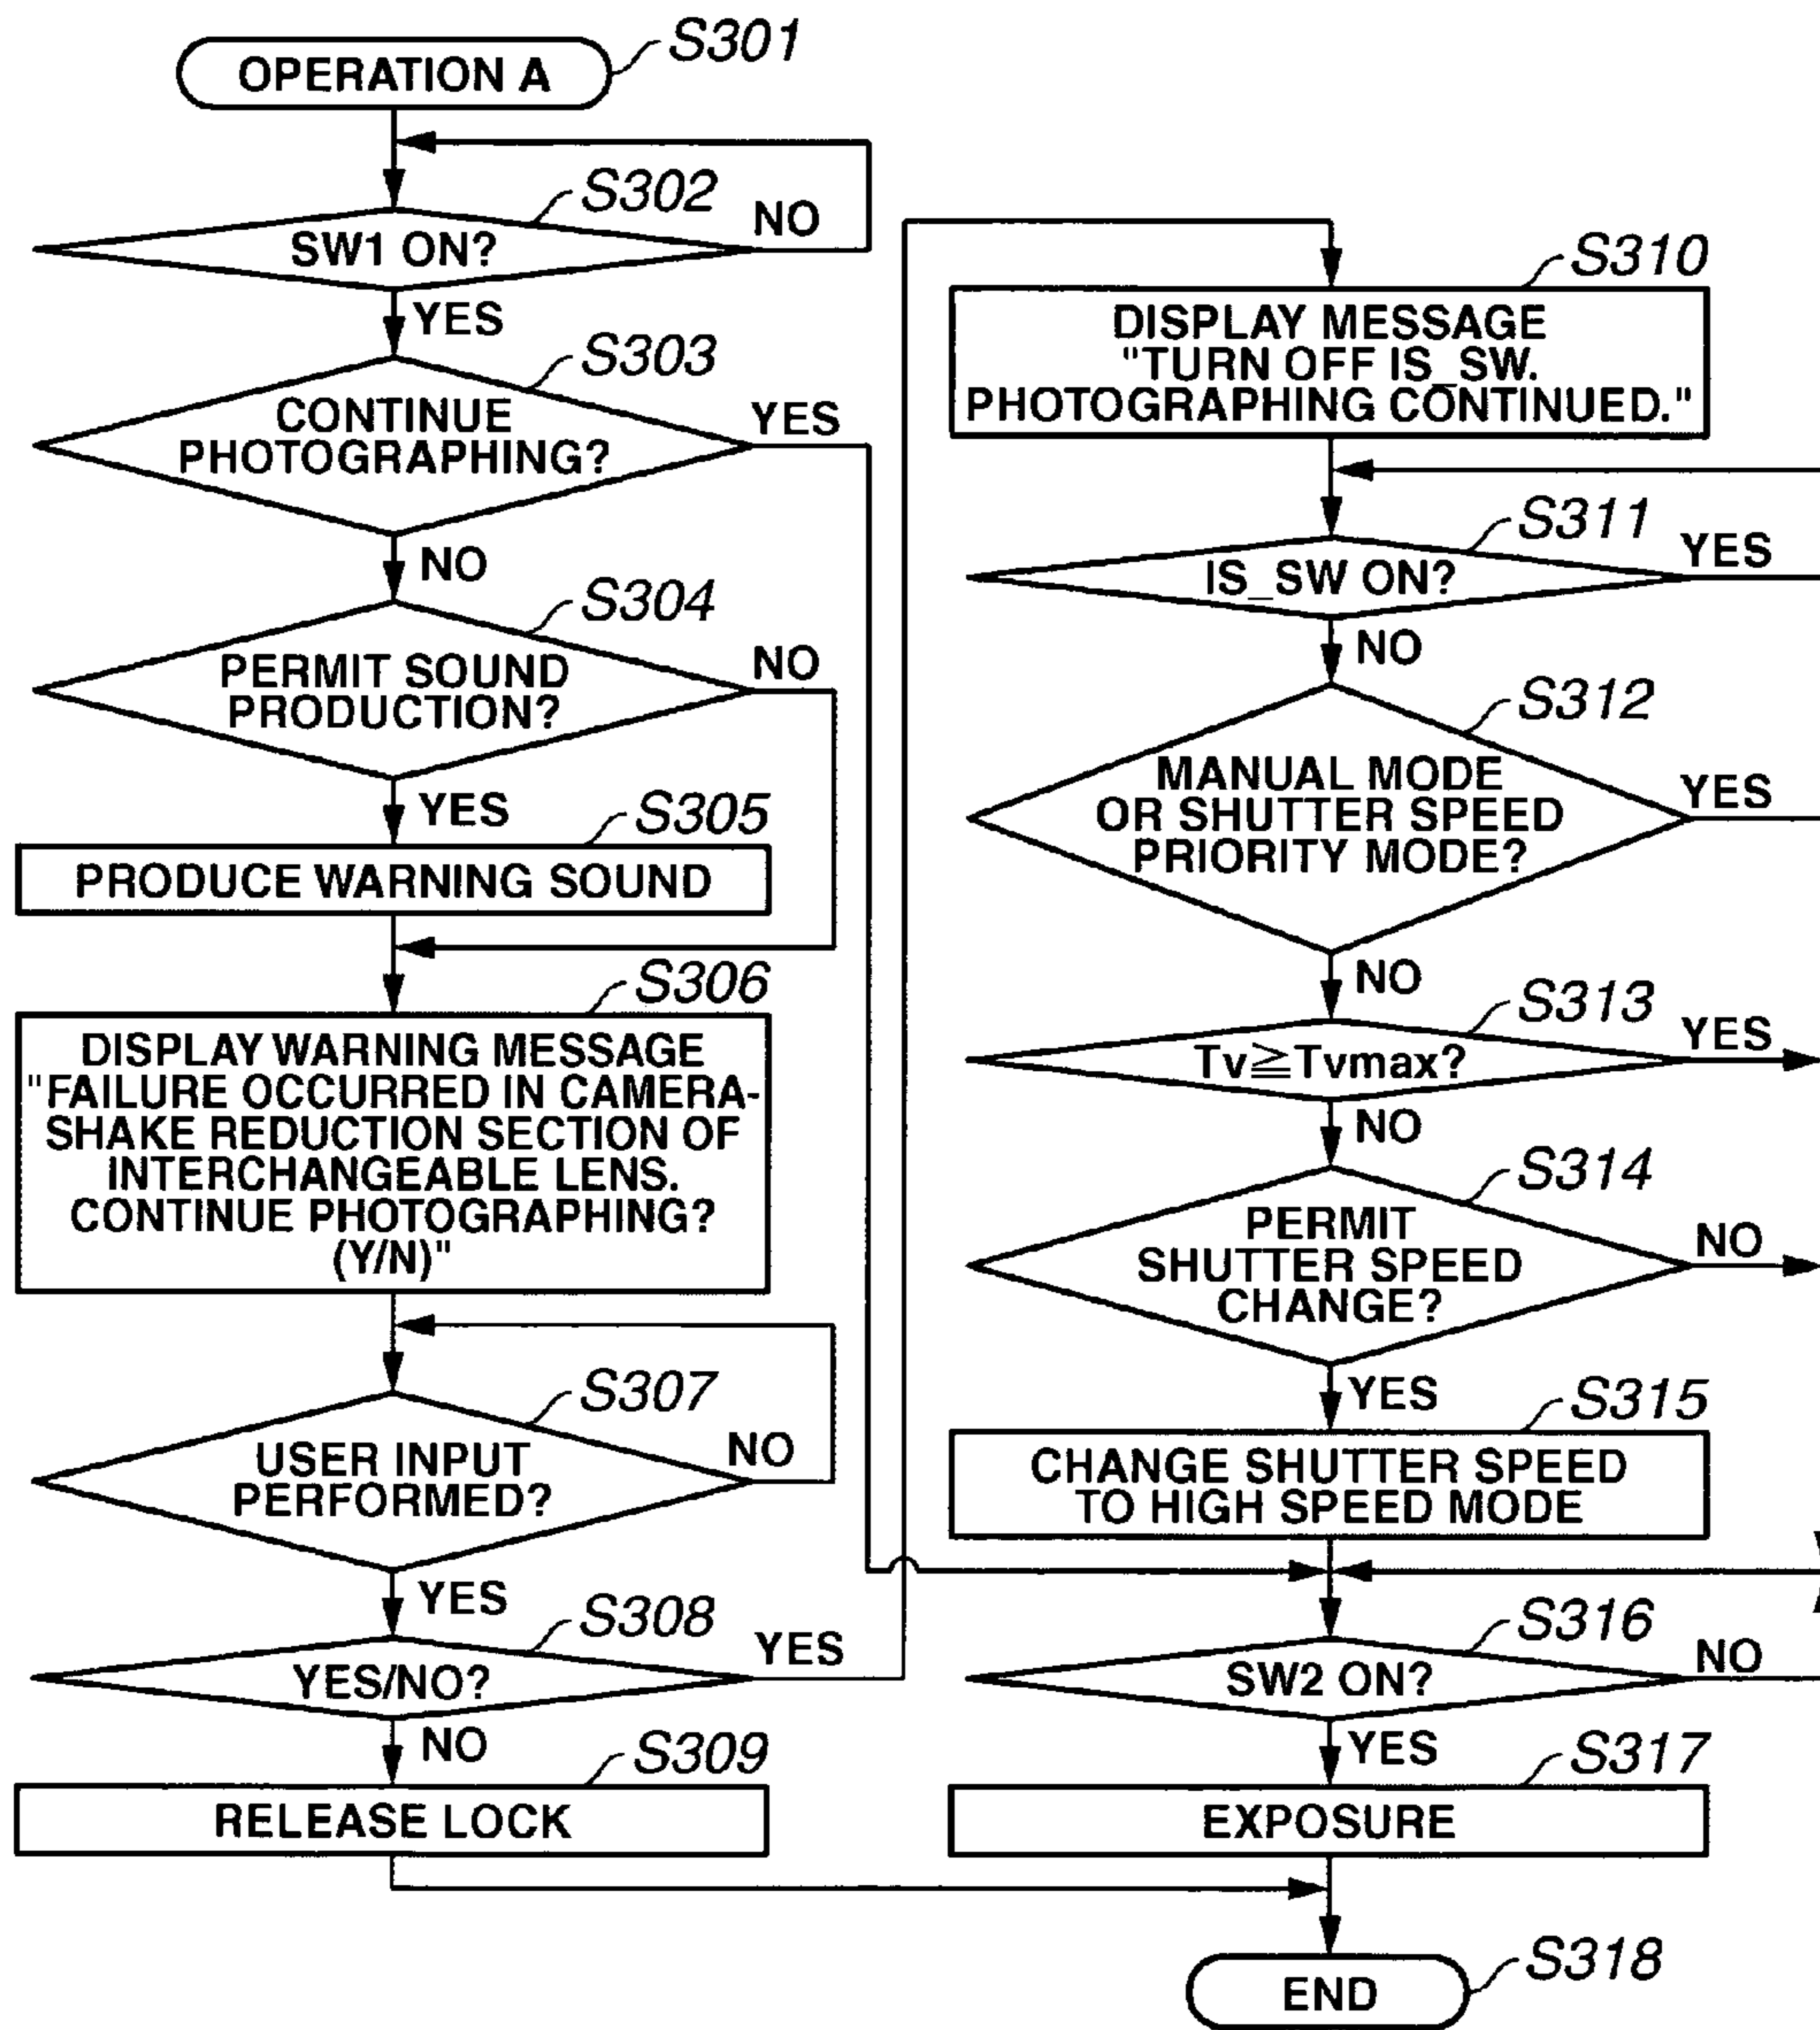 OPERATION A
S301
S302
SW1 ON?
NO
YES
S303
CONTINUE
PHOTOGRAPHING?
YES
NO
S304
PERMIT SOUND
PRODUCTION?
NO
YES
S305
PRODUCE WARNING SOUND
S306
DISPLAY WARNING MESSAGE
"FAILURE OCCURRED IN CAMERA-
SHAKE REDUCTION SECTION OF
INTERCHANGEABLE LENS.
CONTINUE PHOTOGRAPHING?
(Y/N)"
S307
USER INPUT
PERFORMED?
NO
YES
S308
YES/NO?
YES
NO
S309
RELEASE LOCK
S310
DISPLAY MESSAGE
"TURN OFF IS_SW.
PHOTOGRAPHING CONTINUED."
S311
IS_SW ON?
YES
NO
S312
MANUAL MODE
OR SHUTTER SPEED
PRIORITY MODE?
YES
NO
S313
Tv≧Tvmax?
YES
NO
S314
PERMIT
SHUTTER SPEED
CHANGE?
NO
YES
S315
CHANGE SHUTTER SPEED
TO HIGH SPEED MODE
S316
SW2 ON?
NO
YES
S317
EXPOSURE
S318
END